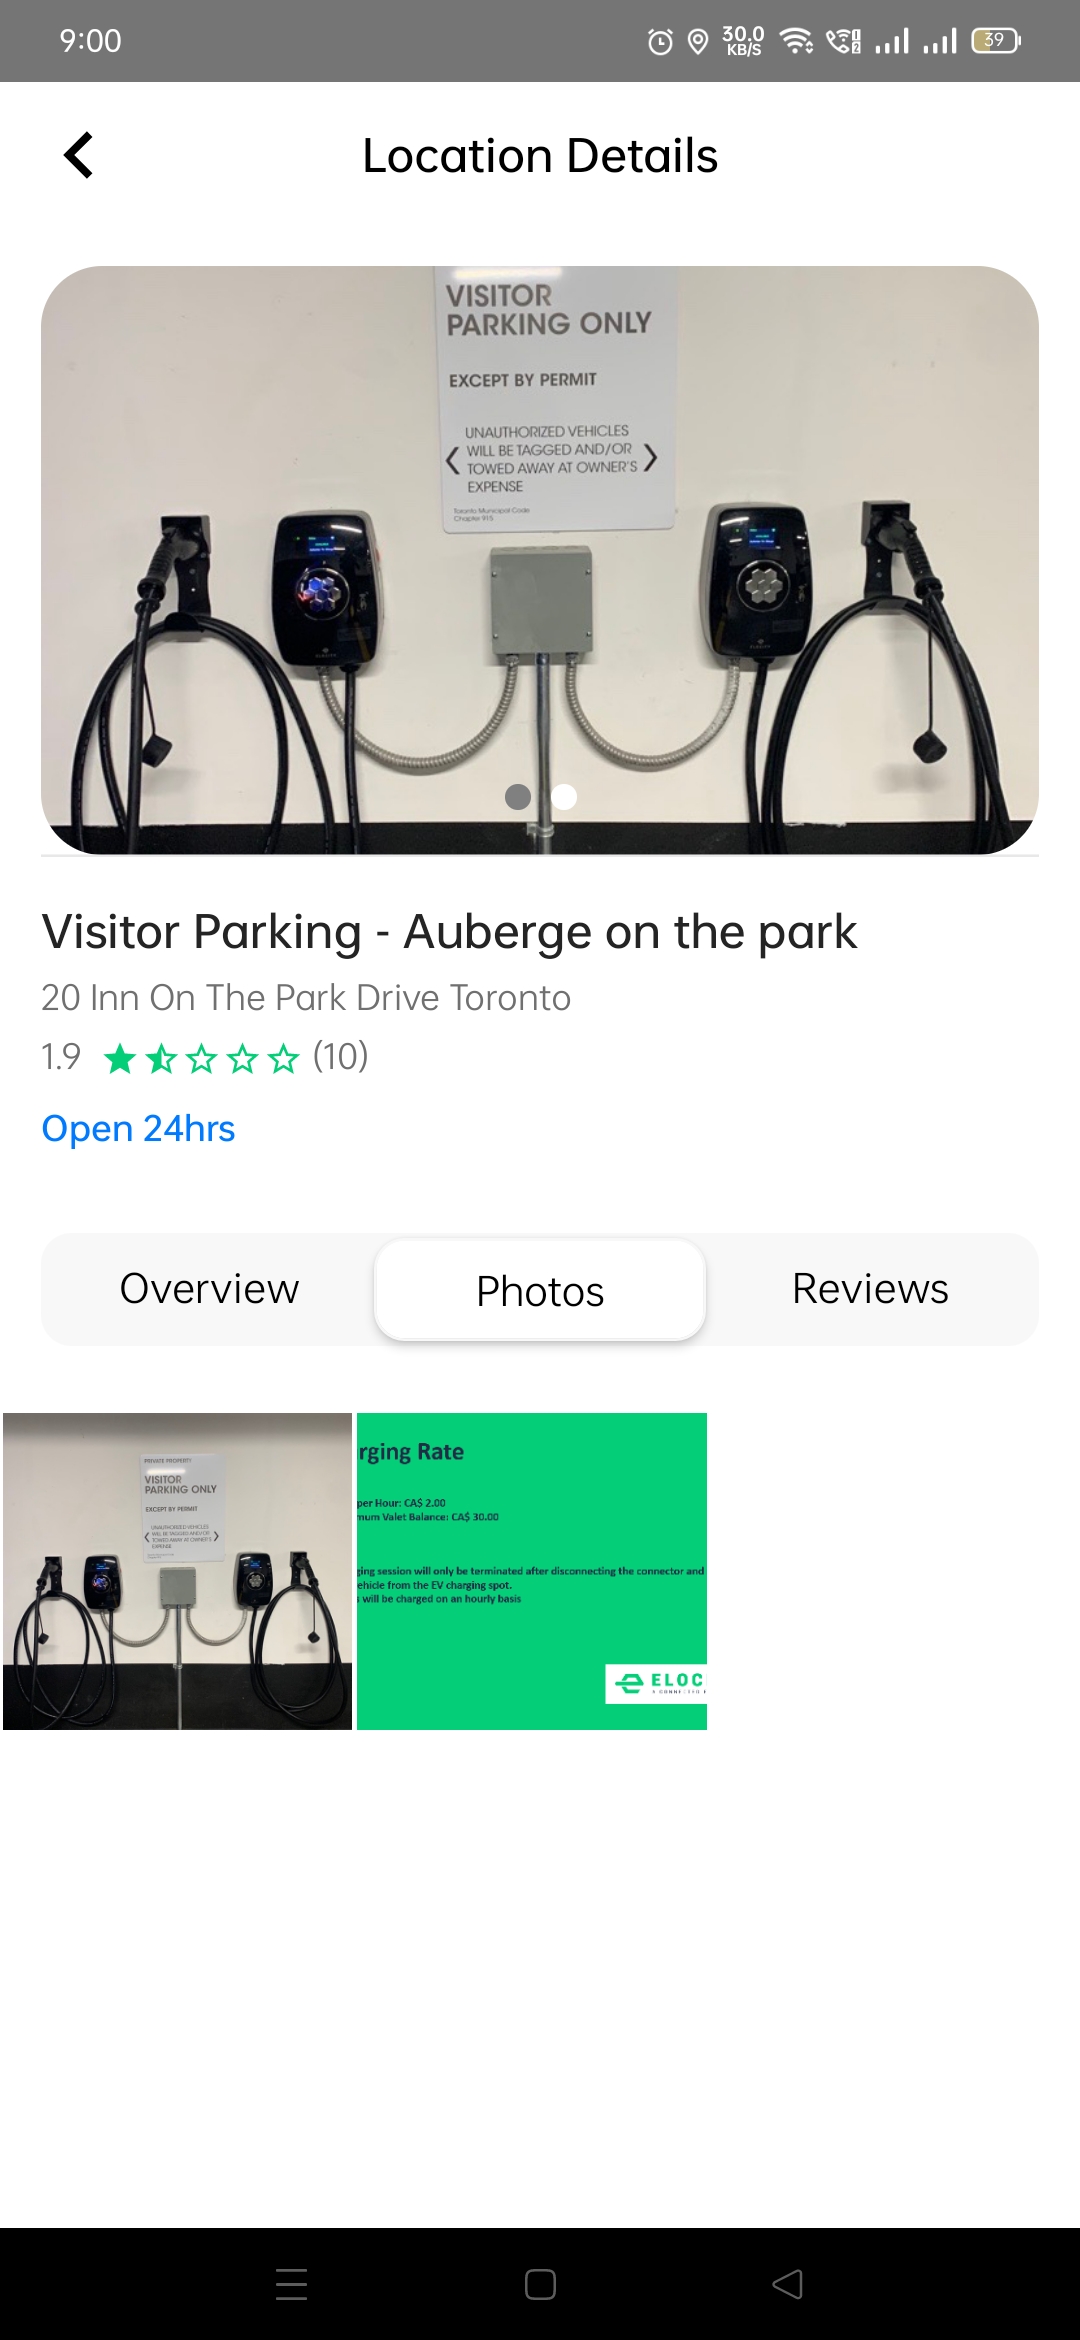 9:00
30.0
KB/S
39
Location Details
VISITOR
PARKING ONLY
EXCEPT BY PERMIT
UNAUTHORIZED VEHICLES
WILL BE TAGGED AND/OR
TOWED AWAY AT OWNER'S
EXPENSE
Toronto Municipal Code
Chapter 915
Visitor Parking - Auberge on the park
20 Inn On The Park Drive Toronto
1.9 (10)
Open 24hrs
Overview
Photos
Reviews
PRIVATE PROPERTY
VISITOR
PARKING ONLY
EXCEPT BY PERMIT
UNAUTHORIZED VEHICLES
WILL BE TAGGED AND/OR
TOWED AWAY AT OWNER'S
EXPENSE
rging Rate
per Hour: CA$ 2.00
mum Valet Balance: CA$ 30.00
ging session will only be terminated after disconnecting the connector and
ehicle from the EV charging spot.
will be charged on an hourly basis
ELOC